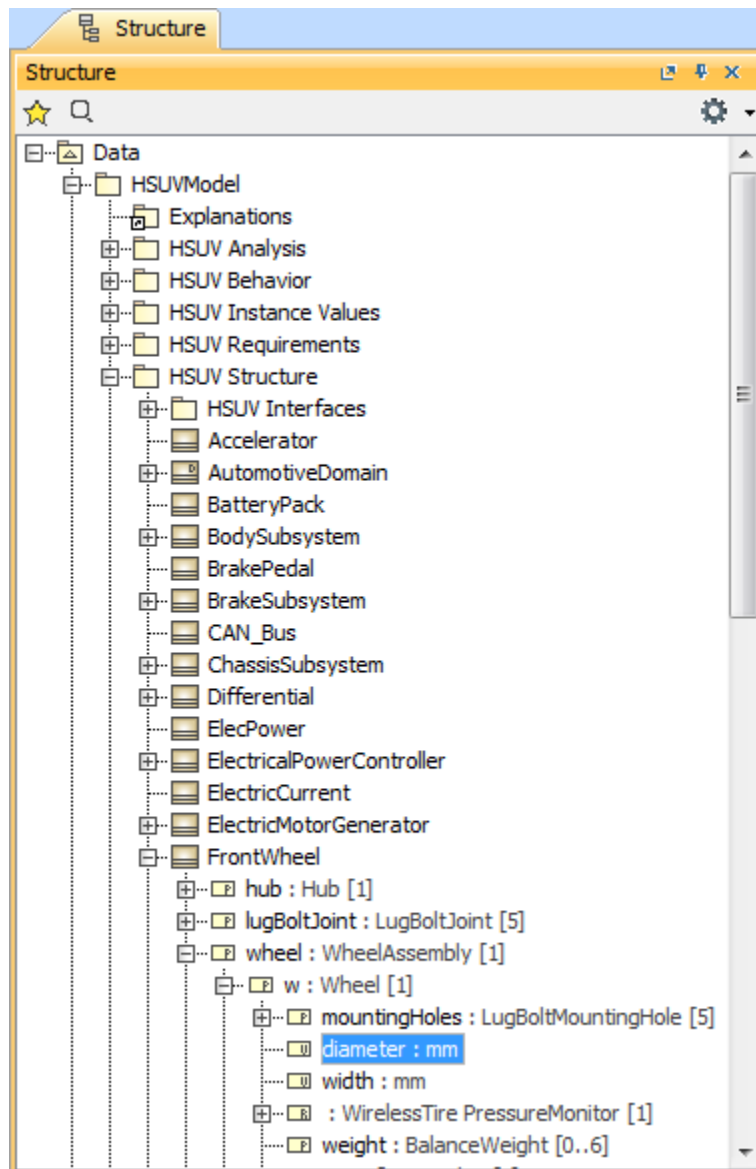 Structure
Structure
Data
HSUVModel
Explanations
HSUV Analysis
HSUV Behavior
HSUV Instance Values
HSUV Requirements
HSUV Structure
HSUV Interfaces
Accelerator
AutomotiveDomain
BatteryPack
BodySubsystem
BrakePedal
BrakeSubsystem
CAN_Bus
ChassisSubsystem
Differential
ElecPower
ElectricalPowerController
ElectricCurrent
ElectricMotorGenerator
FrontWheel
hub : Hub [1]
lugBoltJoint : LugBoltJoint [5]
wheel : WheelAssembly [1]
w : Wheel [1]
mountingHoles : LugBoltMountingHole [5]
diameter : mm
width : mm
: WirelessTire PressureMonitor [1]
weight : BalanceWeight [0..6]